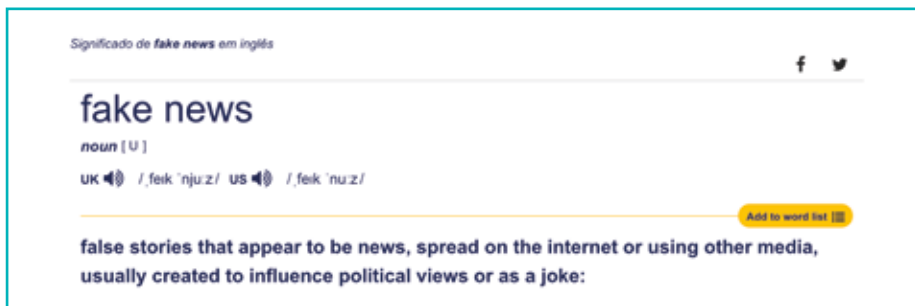 Significado de fake news em inglês
fake news
noun [ U ]
UK /ˌfeɪk ˈnjuːz/ US /ˌfeɪk ˈnuːz/
Add to word list
false stories that appear to be news, spread on the internet or using other media,
usually created to influence political views or as a joke: